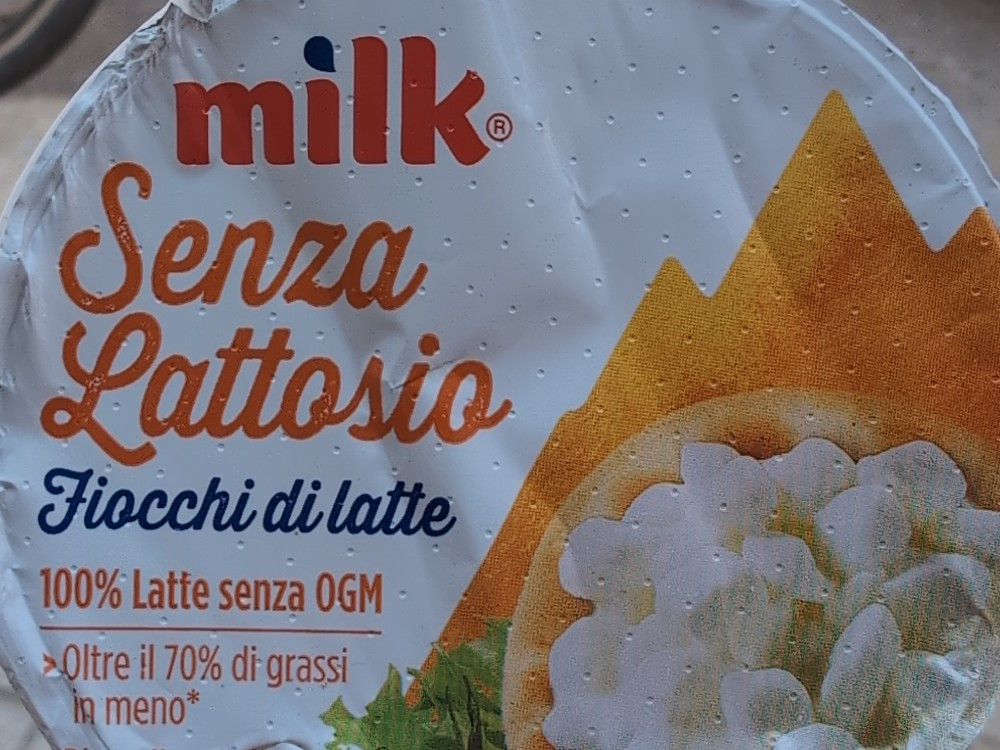 milk®
Senza
Lattosio
Fiocchi di latte
100% Latte senza OGM
>Oltre il 70% di grassi
in meno*